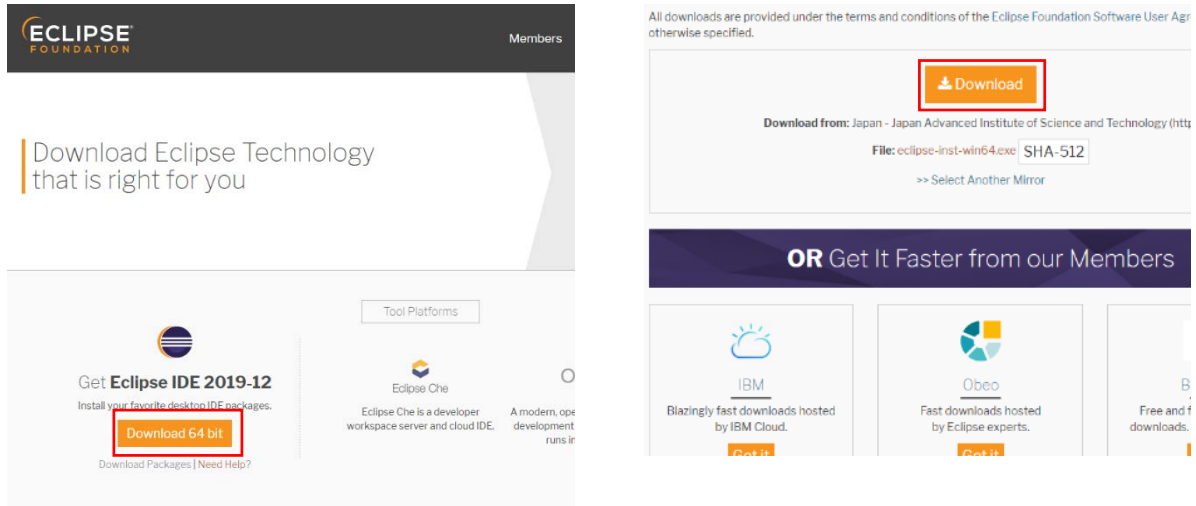 ECLIPSE
FOUNDATION
Members
Download Eclipse Technology
that is right for you
Tool Platforms
Get Eclipse IDE 2019-12
Install your favorite desktop IDE packages.
Download 64 bit
Download Packages | Need Help?
Eclipse Che
Eclipse Che is a developer
workspace server and cloud IDE.
O
A modern, ope
development
runs in
All downloads are provided under the terms and conditions of the Eclipse Foundation Software User Agr
otherwise specified.
Download
Download from: Japan - Japan Advanced Institute of Science and Technology (http
File: eclipse-inst-win64.exe SHA-512
>> Select Another Mirror
OR Get It Faster from our Members
IBM
Blazingly fast downloads hosted
by IBM Cloud.
Get it
Obeo
Fast downloads hosted
by Eclipse experts.
Get it
B
Free and f
downloads.